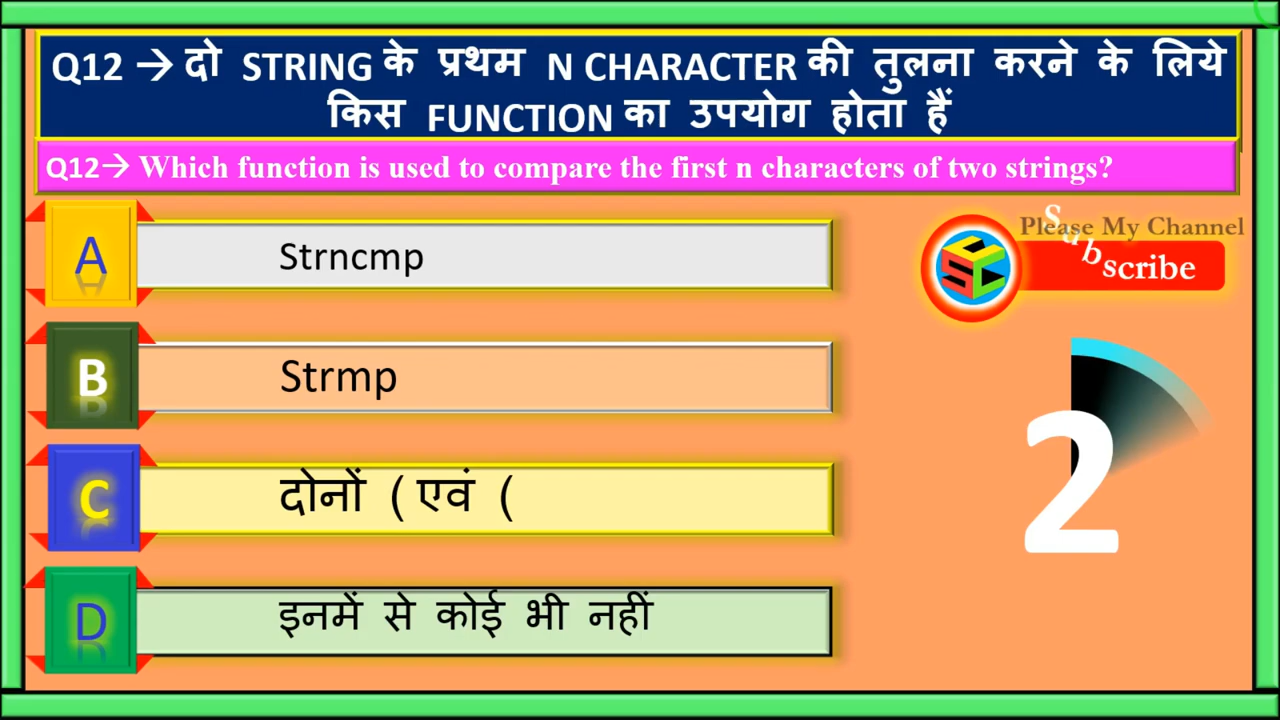 Q12 → दो STRING के प्रथम N CHARACTER की तुलना करने के लिये
किस FUNCTION का उपयोग होता हैं
Q12→ Which function is used to compare the first n characters of two strings?
A
Strncmp
Please My Channel
Subscribe
B
Strmp
2
C
दोनों ( एवं (
D
इनमें से कोई भी नहीं